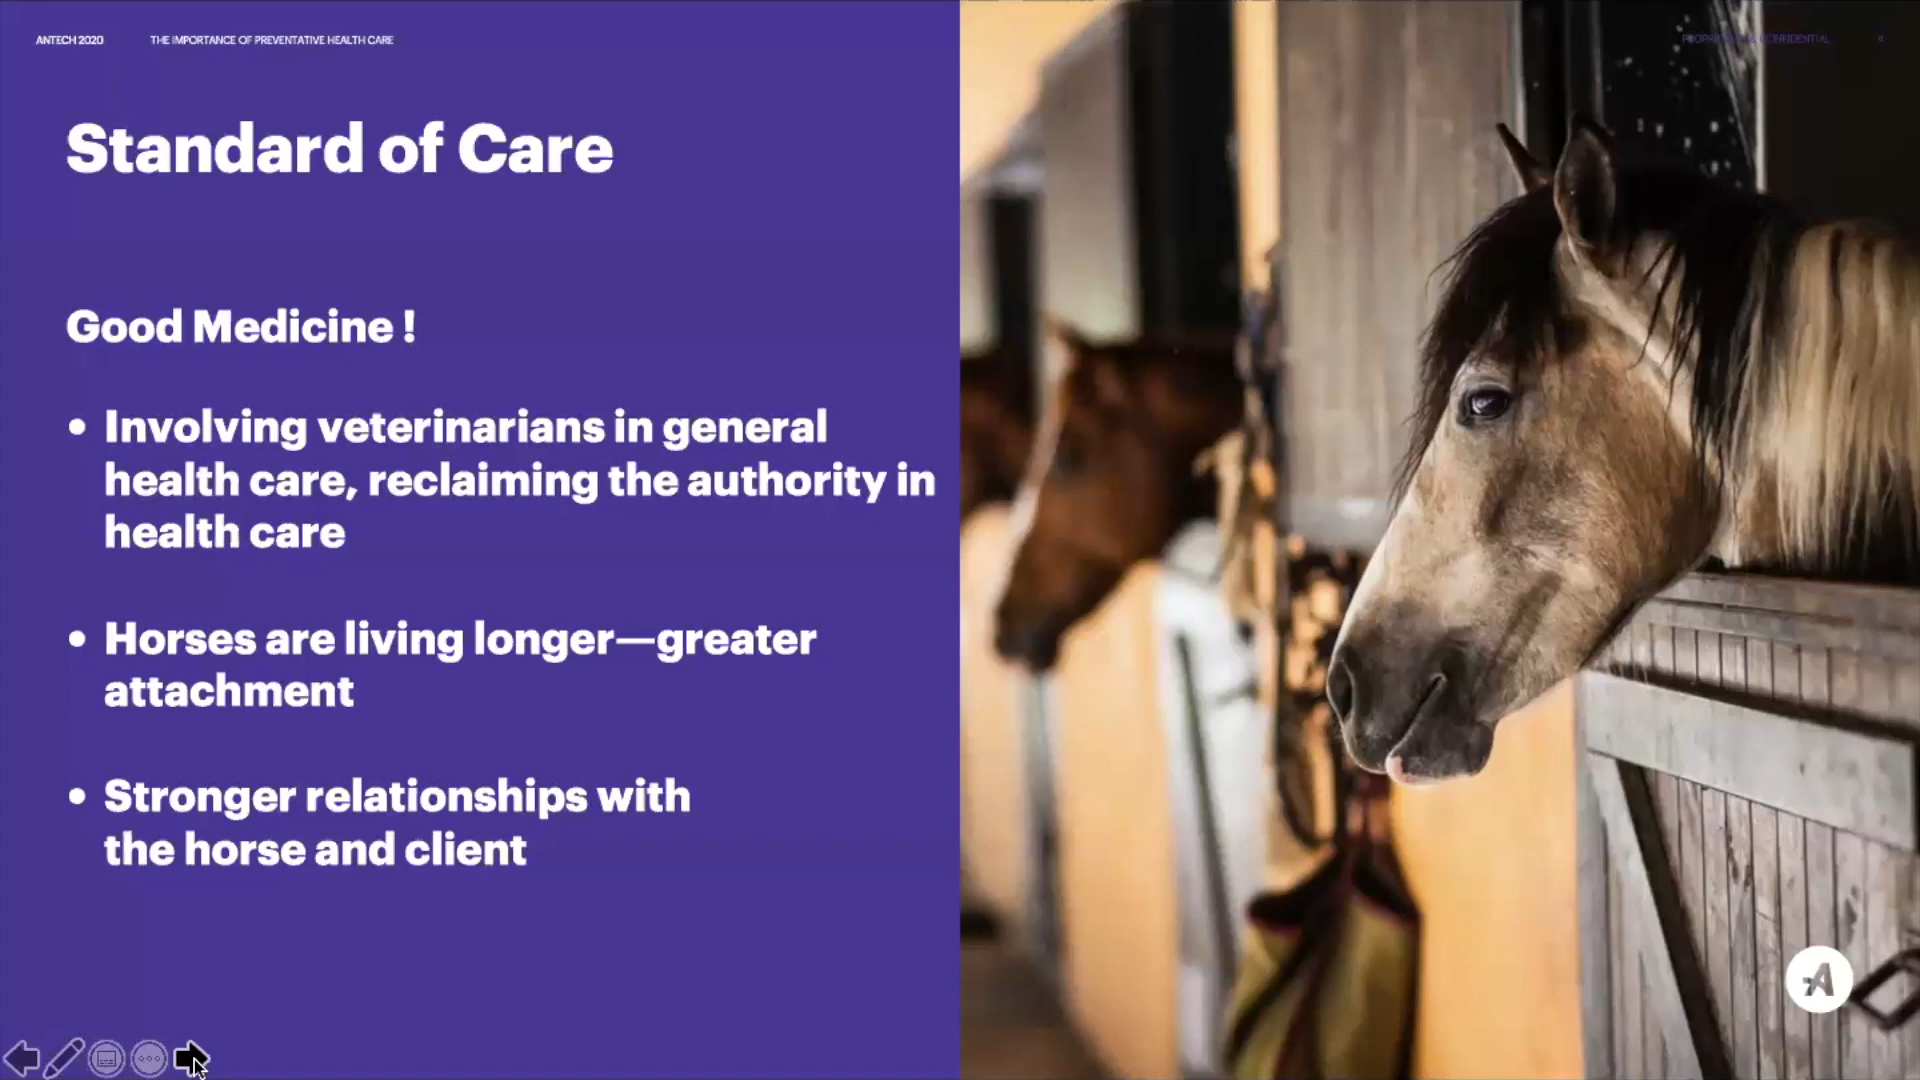 ANTECH 2020 THE IMPORTANCE OF PREVENTATIVE HEALTH CARE
Standard of Care
Good Medicine !
• Involving veterinarians in general
health care, reclaiming the authority in
health care
• Horses are living longer—greater
attachment
• Stronger relationships with
the horse and client